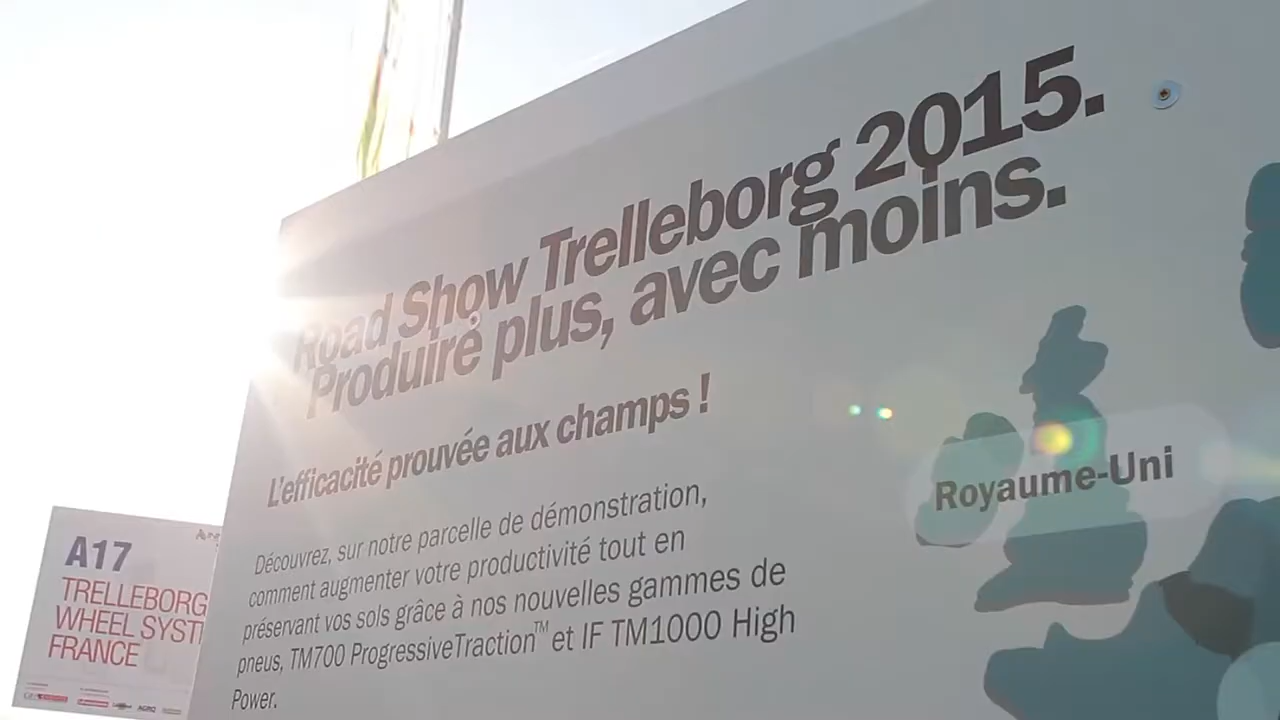 Road Show Trelleborg 2015.
Produire plus, avec moins.
L'efficacité prouvée aux champs !
Découvrez, sur notre parcelle de démonstration,
comment augmenter votre productivité tout en
préservant vos sols grâce à nos nouvelles gammes de
pneus, TM700 ProgressiveTraction™ et IF TM1000 High
Power.
Royaume-Uni
A17
TRELLEBORG
WHEEL SYST
FRANCE